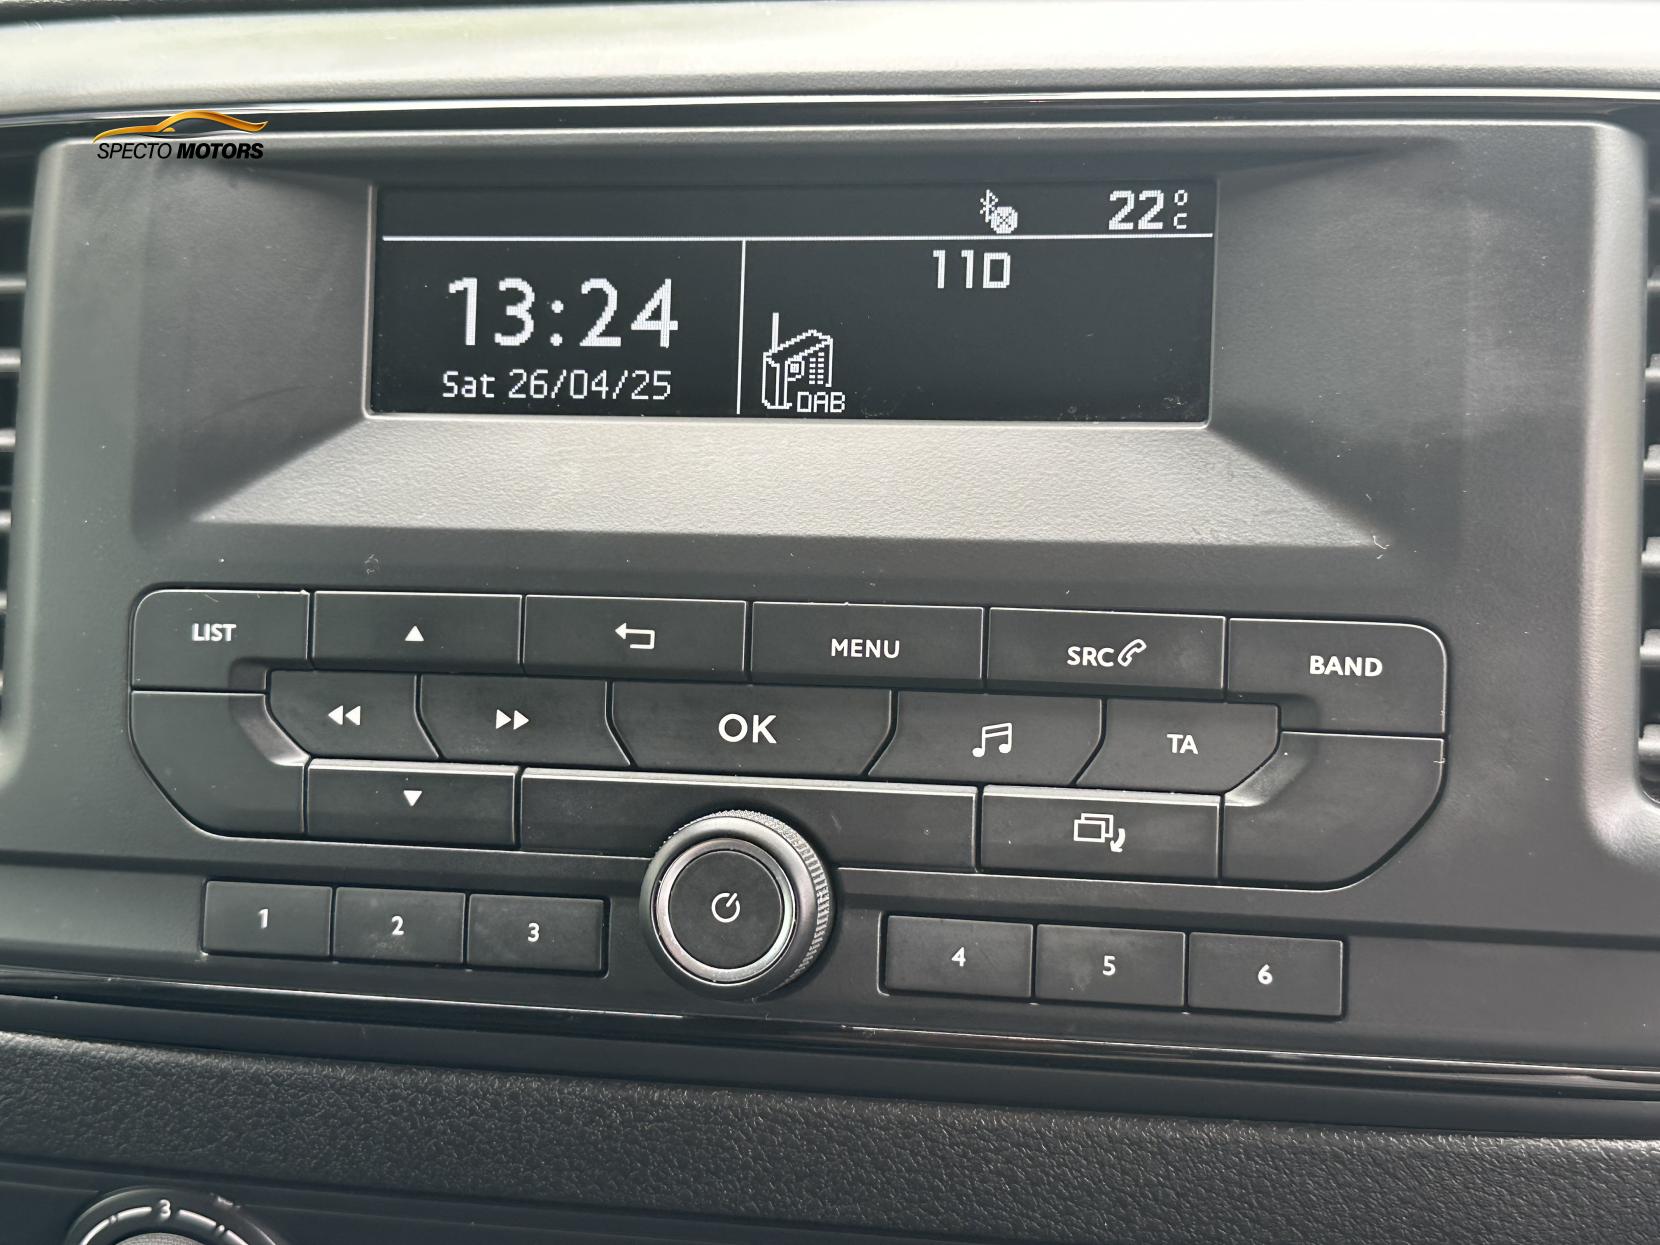 SPECTO MOTORS
22°C
11D
13:24
Sat 26/04/25
DAB
LIST
MENU
SRC
BAND
OK
TA
1
2
3
4
5
6
3